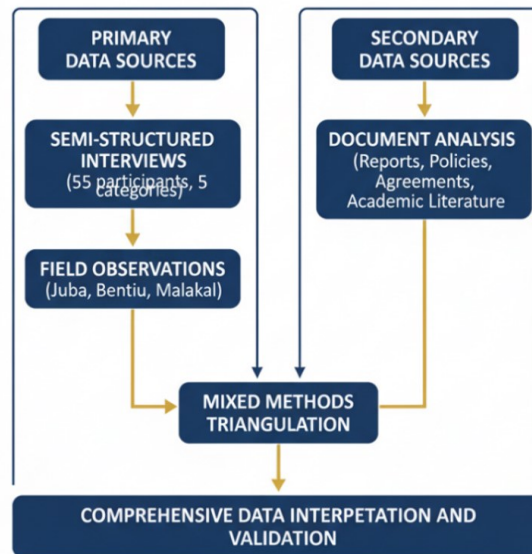 PRIMARY
DATA SOURCES
SEMI-STRUCTURED
INTERVIEWS
(55 participants, 5
categories)
FIELD OBSERVATIONS
(Juba, Bentiu, Malakal)
SECONDARY
DATA SOURCES
DOCUMENT ANALYSIS
(Reports, Policies,
Agreements,
Academic Literature
MIXED METHODS
TRIANGULATION
COMPREHENSIVE DATA INTERPETATION AND
VALIDATION